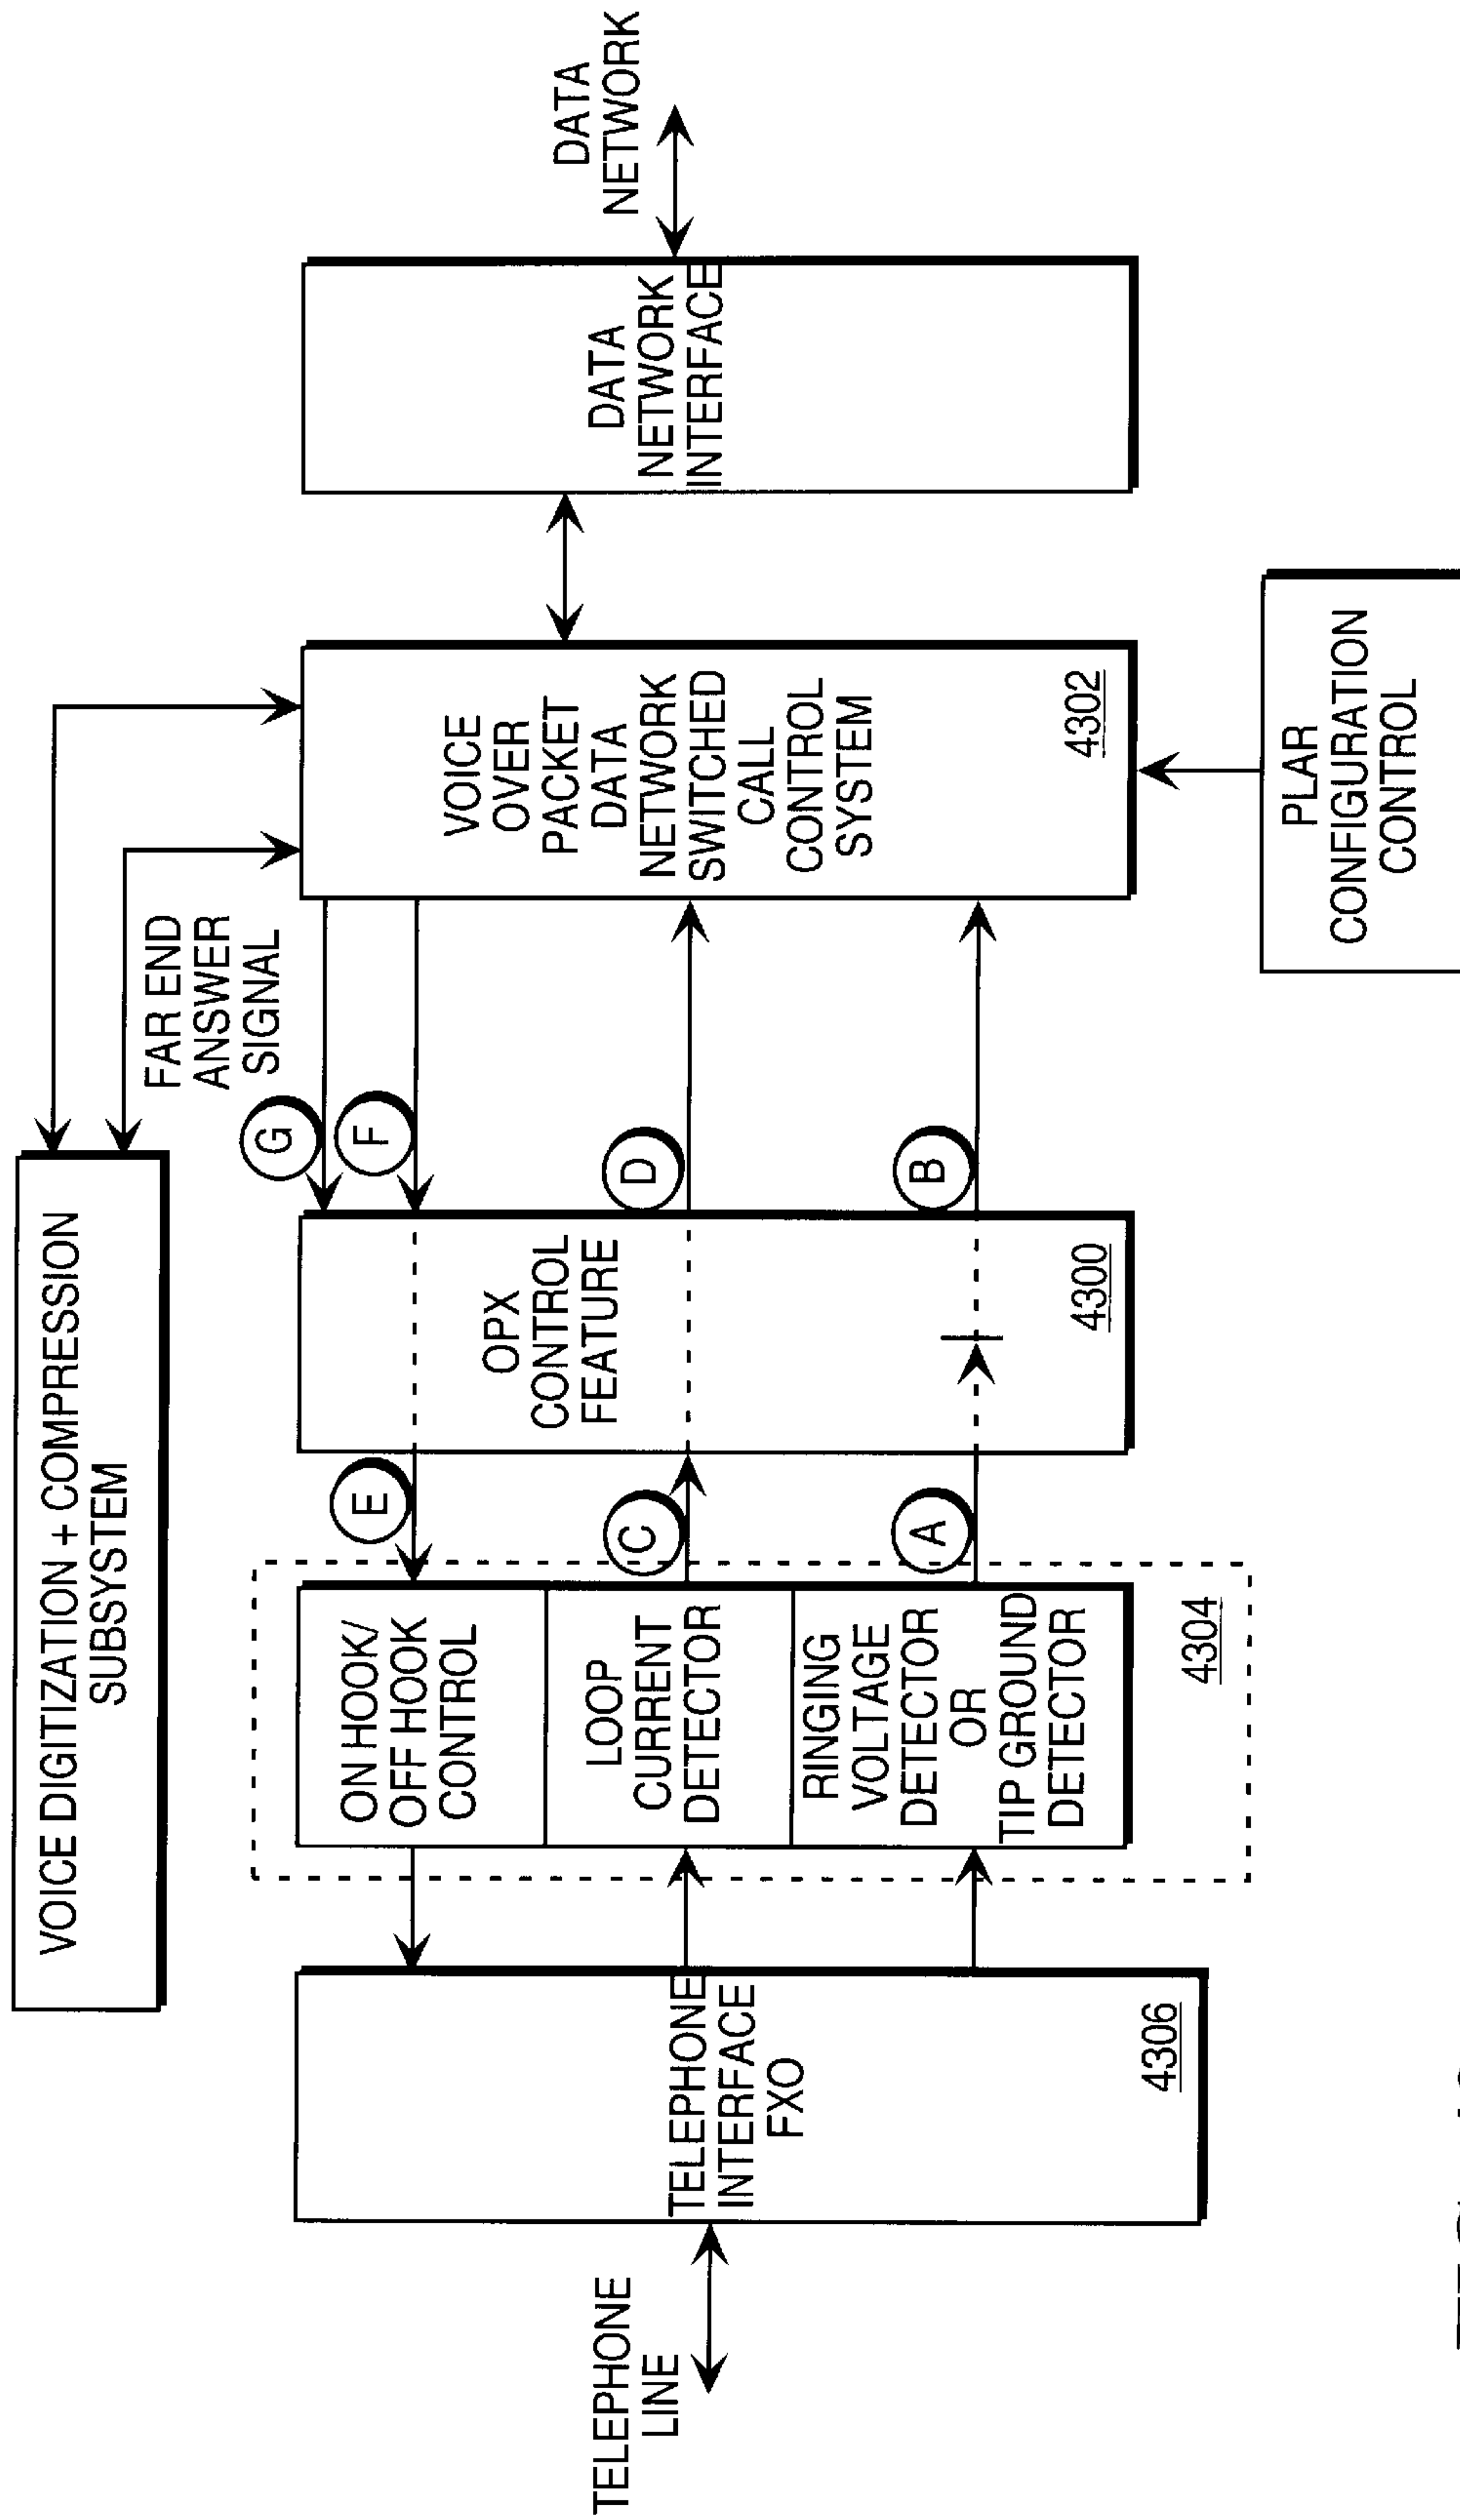 VOICE DIGITIZATION + COMPRESSION
SUBSYSTEM
FAR END
ANSWER
SIGNAL
G
F
E
D
C
B
A
TELEPHONE
LINE
TELEPHONE
INTERFACE
FXO
4306
ON HOOK/
OFF HOOK
CONTROL
LOOP
CURRENT
DETECTOR
RINGING
VOLTAGE
DETECTOR
OR
TIP GROUND
DETECTOR
4304
OPX
CONTROL
FEATURE
4300
VOICE
OVER
PACKET
DATA
NETWORK
SWITCHED
CALL
CONTROL
SYSTEM
4302
DATA
NETWORK
INTERFACE
DATA
NETWORK
PLAR
CONFIGURATION
CONTROL